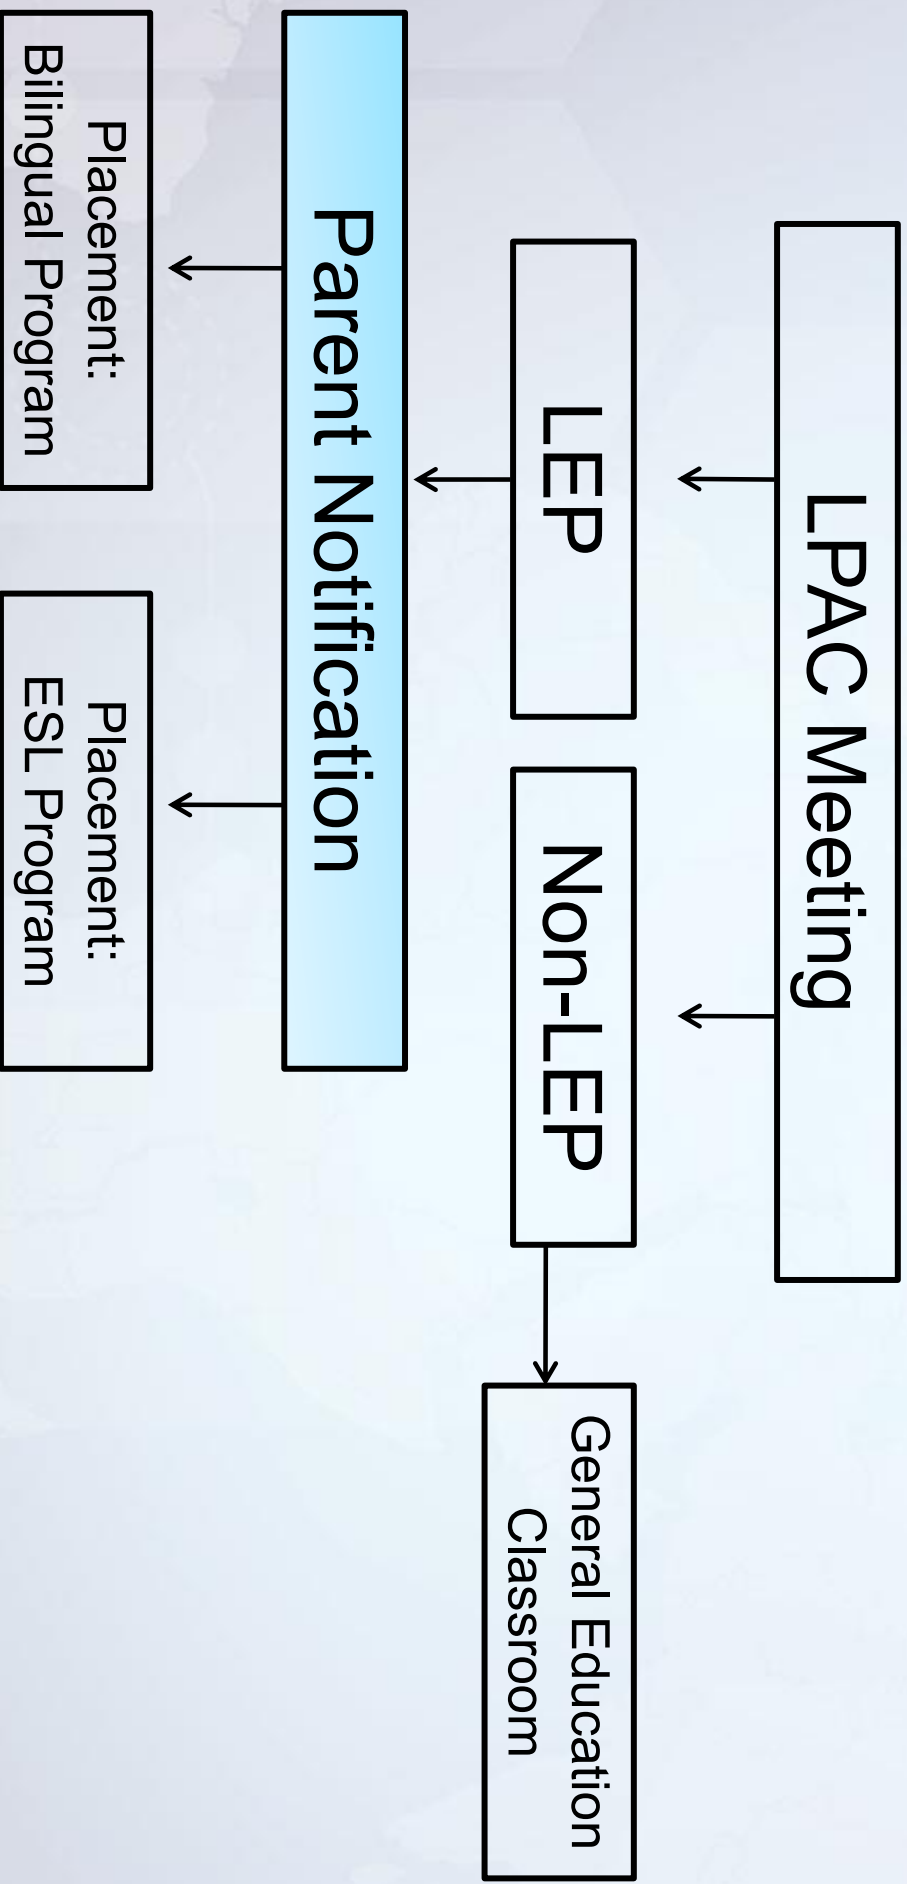 LPAC Meeting
LEP
Non-LEP
General Education
Classroom
Parent Notification
Placement:
Bilingual Program
Placement:
ESL Program